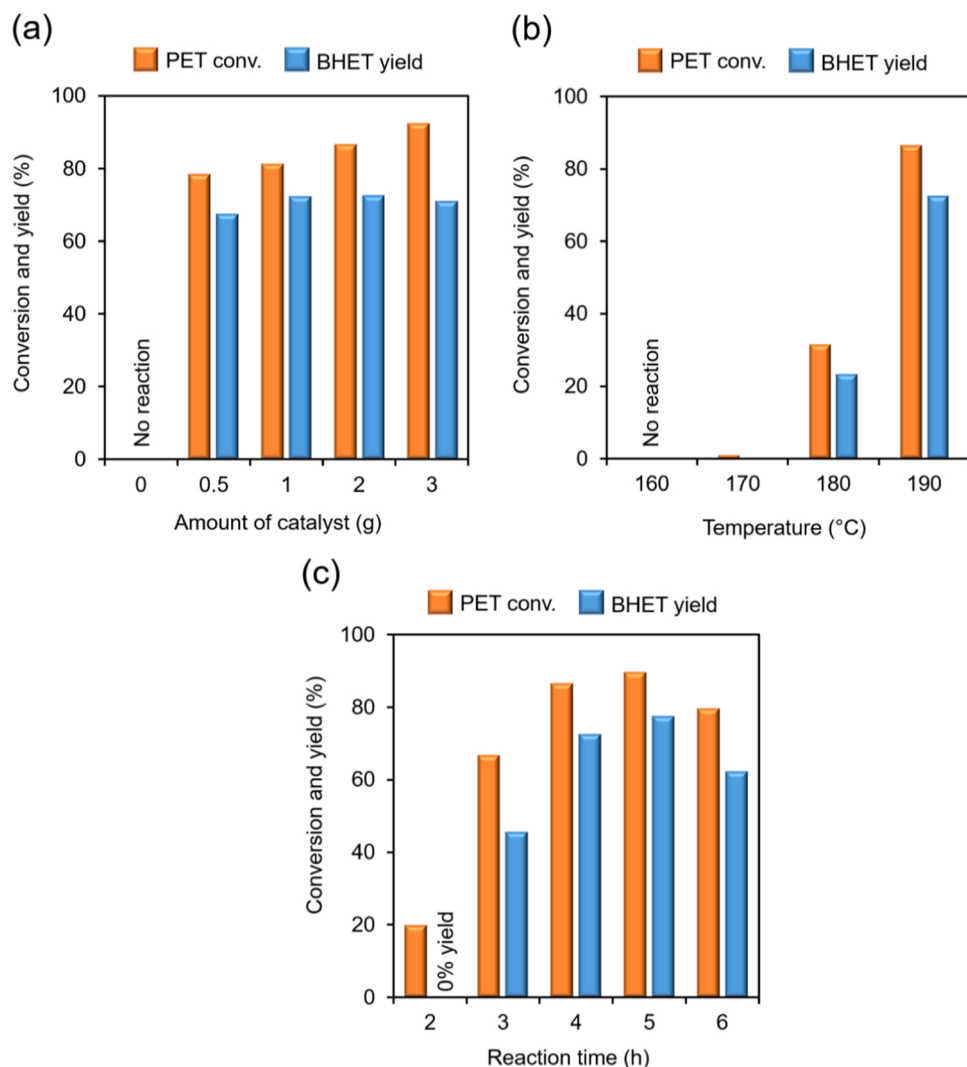 (a)
PET conv. BHET yield
Conversion and yield (%)
100
80
60
40
20
0
No reaction
0 0.5 1 2 3
Amount of catalyst (g)
(b)
PET conv. BHET yield
Conversion and yield (%)
100
80
60
40
20
0
No reaction
160 170 180 190
Temperature (°C)
(c)
PET conv. BHET yield
Conversion and yield (%)
100
80
60
40
20
0
0% yield
2 3 4 5 6
Reaction time (h)